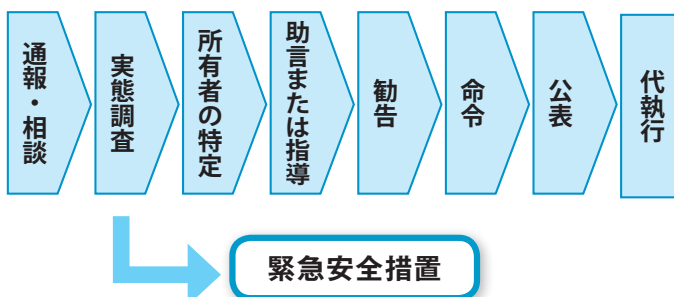 通報・相談
実態調査
所有者の特定
助言または指導
勧告
命令
公表
代執行
緊急安全措置